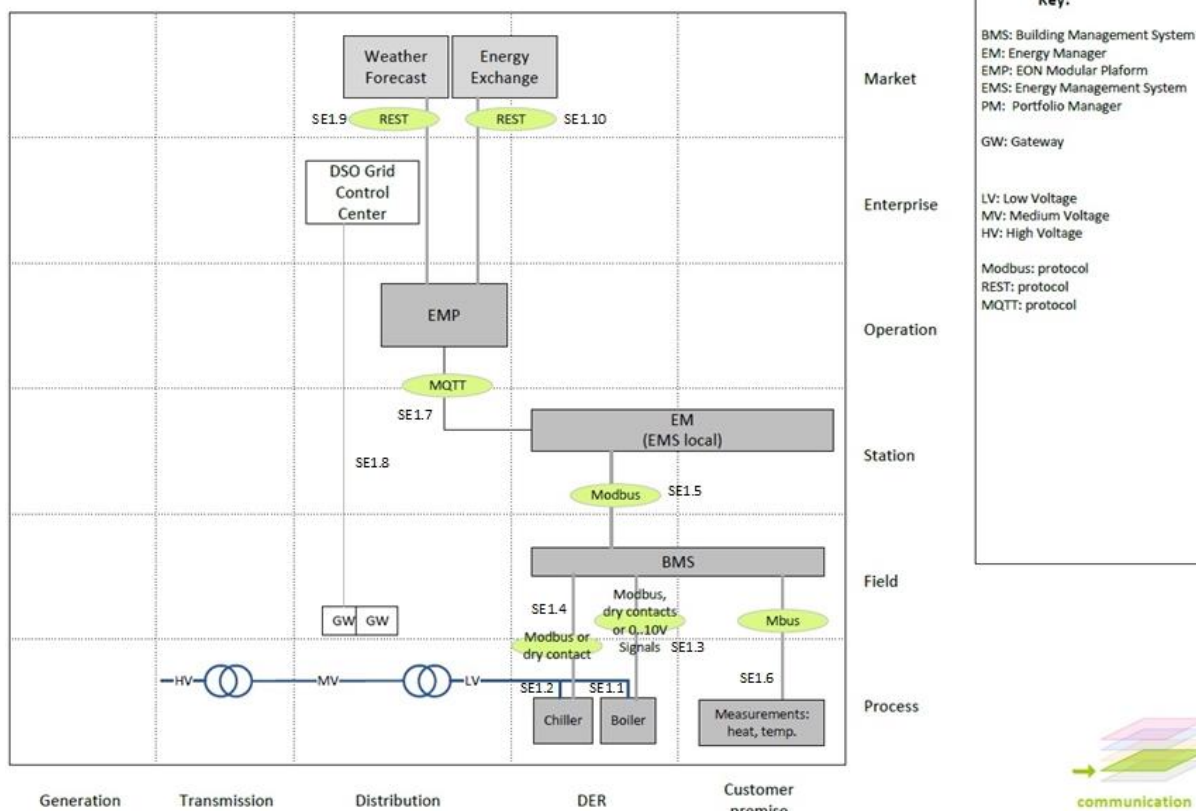 Key:
BMS: Building Management System
EM: Energy Manager
EMP: EON Modular Plaform
EMS: Energy Management System
PM: Portfolio Manager
GW: Gateway
LV: Low Voltage
MV: Medium Voltage
HV: High Voltage
Modbus: protocol
REST: protocol
MQTT: protocol
Weather
Forecast
Energy
Exchange
Market
SE1.9
REST
REST
SE1.10
DSO Grid
Control
Center
Enterprise
EMP
Operation
MQTT
SE1.7
EM
(EMS local)
Station
SE1.8
Modbus
SE1.5
BMS
Field
SE1.4
Modbus,
dry contacts
or 0..10V
Signals
SE1.3
Mbus
GW
GW
Modbus or
dry contact
HV
MV
LV
SE1.2
SE1.1
SE1.6
Chiller
Boiler
Measurements:
heat, temp.
Process
Generation
Transmission
Distribution
DER
Customer
premise
communication